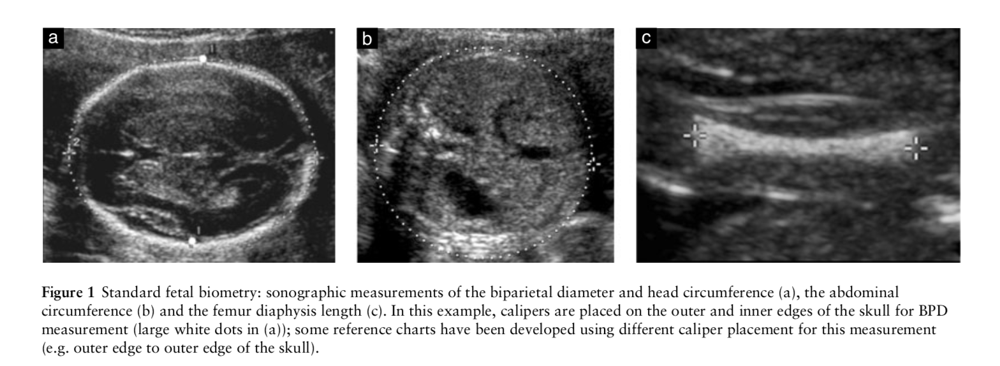 a
b
c
1
2
1
Figure 1 Standard fetal biometry: sonographic measurements of the biparietal diameter and head circumference (a), the abdominal
circumference (b) and the femur diaphysis length (c). In this example, calipers are placed on the outer and inner edges of the skull for BPD
measurement (large white dots in (a)); some reference charts have been developed using different caliper placement for this measurement
(e.g. outer edge to outer edge of the skull).